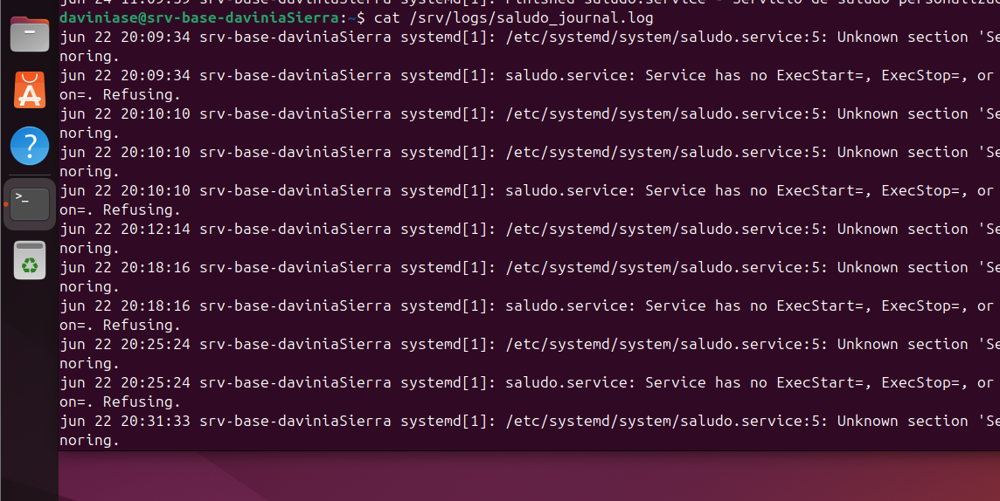 jun 24 11:09:39 srv-base-daviniaSierra systemd[1]: Finished saludo.service - Servicio de saludo
daviniase@srv-base-daviniaSierra:~$ cat /srv/logs/saludo_journal.log
jun 22 20:09:34 srv-base-daviniaSierra systemd[1]: /etc/systemd/system/saludo.service:5: Unknown section 'Se
noring.
jun 22 20:09:34 srv-base-daviniaSierra systemd[1]: saludo.service: Service has no ExecStart=, ExecStop=, or
on=. Refusing.
jun 22 20:10:10 srv-base-daviniaSierra systemd[1]: /etc/systemd/system/saludo.service:5: Unknown section 'Se
noring.
jun 22 20:10:10 srv-base-daviniaSierra systemd[1]: /etc/systemd/system/saludo.service:5: Unknown section 'Se
noring.
jun 22 20:10:10 srv-base-daviniaSierra systemd[1]: saludo.service: Service has no ExecStart=, ExecStop=, or
on=. Refusing.
jun 22 20:12:14 srv-base-daviniaSierra systemd[1]: /etc/systemd/system/saludo.service:5: Unknown section 'Se
noring.
jun 22 20:18:16 srv-base-daviniaSierra systemd[1]: /etc/systemd/system/saludo.service:5: Unknown section 'Se
noring.
jun 22 20:18:16 srv-base-daviniaSierra systemd[1]: saludo.service: Service has no ExecStart=, ExecStop=, or
on=. Refusing.
jun 22 20:25:24 srv-base-daviniaSierra systemd[1]: /etc/systemd/system/saludo.service:5: Unknown section 'Se
noring.
jun 22 20:25:24 srv-base-daviniaSierra systemd[1]: saludo.service: Service has no ExecStart=, ExecStop=, or
on=. Refusing.
jun 22 20:31:33 srv-base-daviniaSierra systemd[1]: /etc/systemd/system/saludo.service:5: Unknown section 'Se
noring.